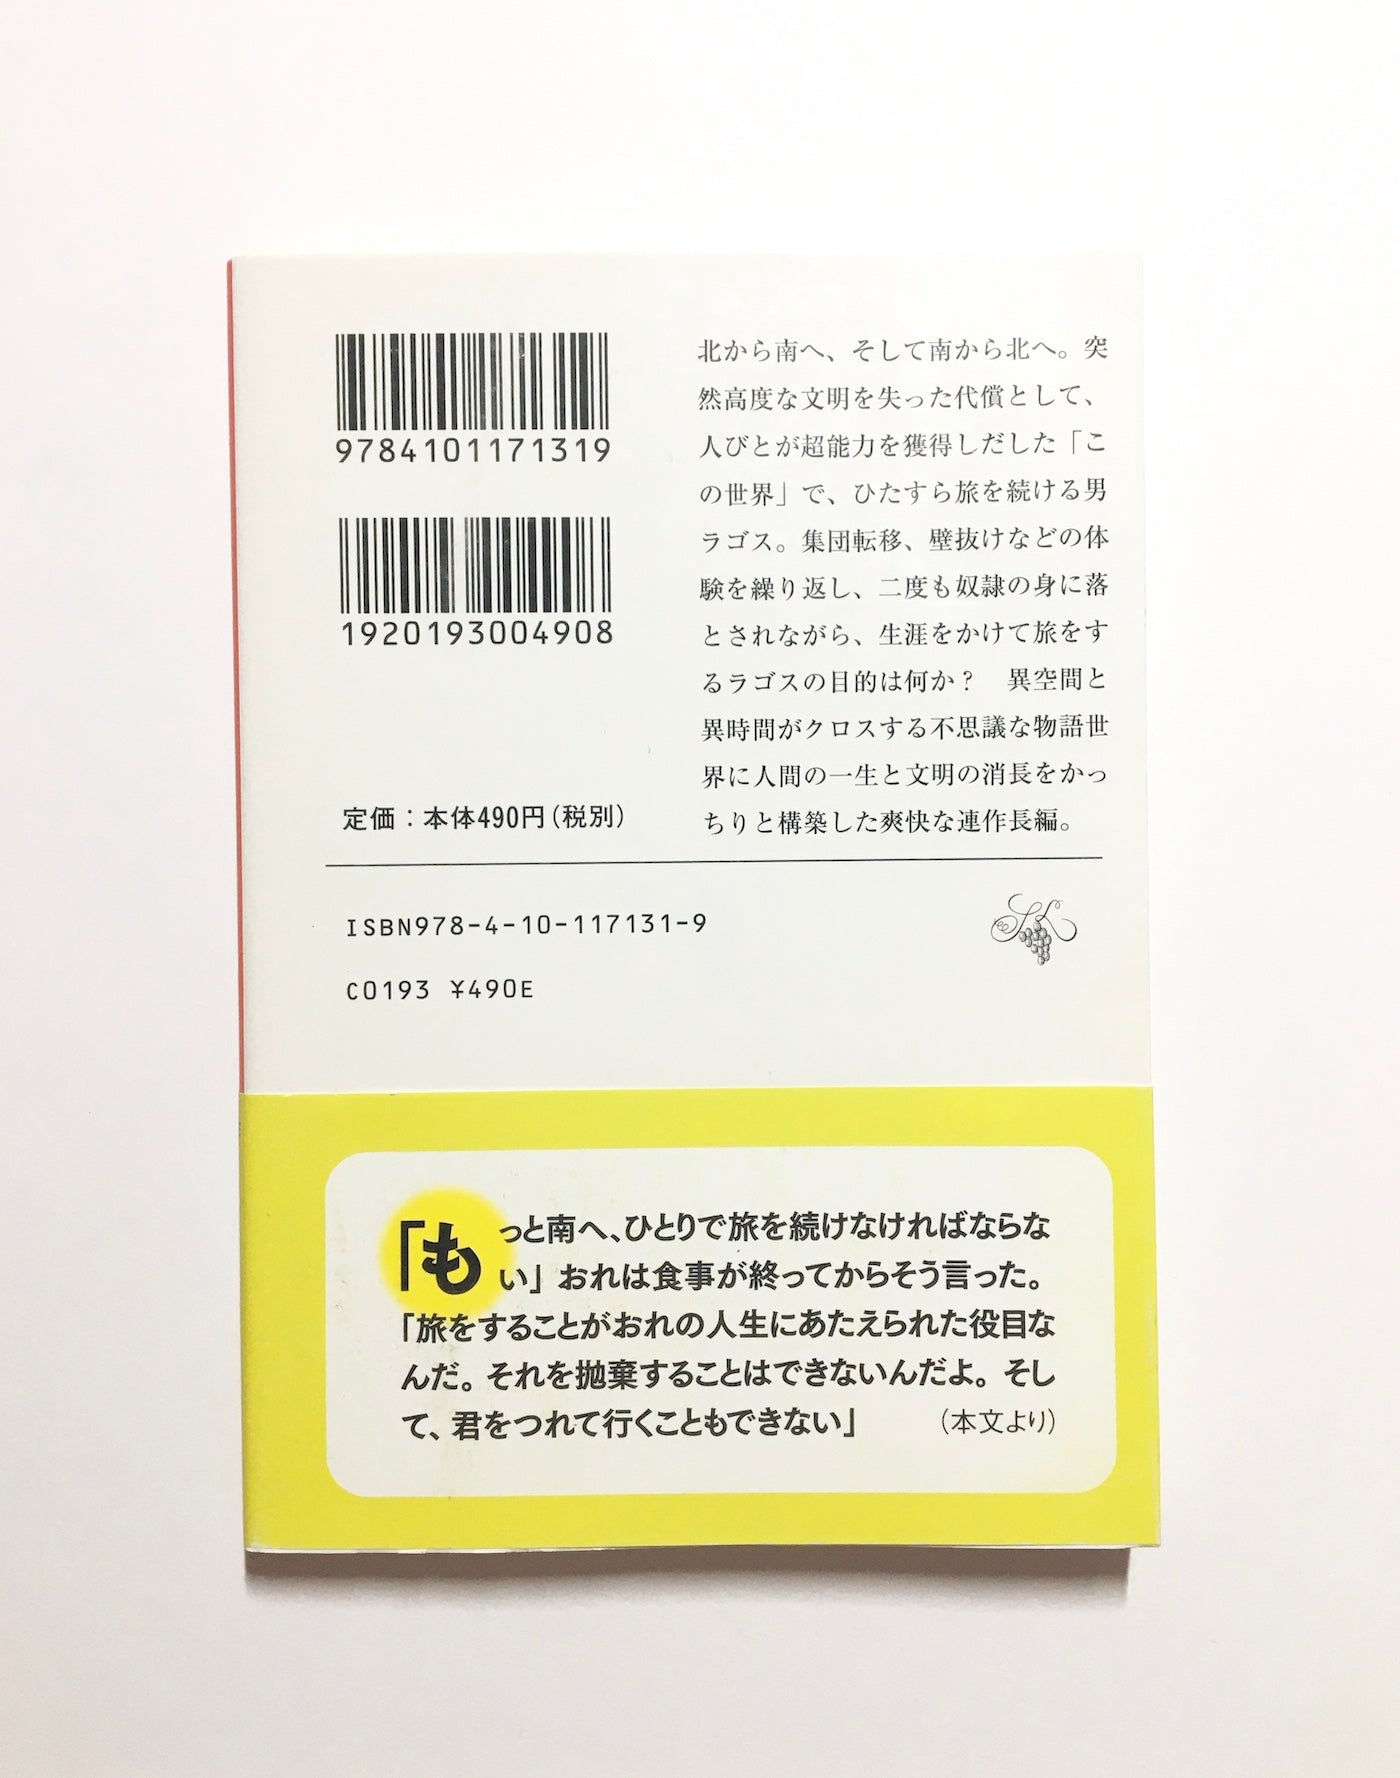 9784101171319
1920193004908
定価：本体490円（税別）
北から南へ、そして南から北へ。突
然高度な文明を失った代償として、
人びとが超能力を獲得しだした「こ
の世界」で、ひたすら旅を続ける男
ラゴス。集団転移、壁抜けなどの体
験を繰り返し、二度も奴隷の身に落
とされながら、生涯をかけて旅をす
るラゴスの目的は何か？　異空間と
異時間がクロスする不思議な物語世
界に人間の一生と文明の消長をかっ
ちりと構築した爽快な連作長編。
ISBN978-4-10-117131-9
C0193 ¥490E
「もっと南へ、ひとりで旅を続けなければならな
い」おれは食事が終ってからそう言った。
「旅をすることがおれの人生にあたえられた役目な
んだ。それを抛棄することはできないんだよ。そし
て、君をつれて行くこともできない」　（本文より）